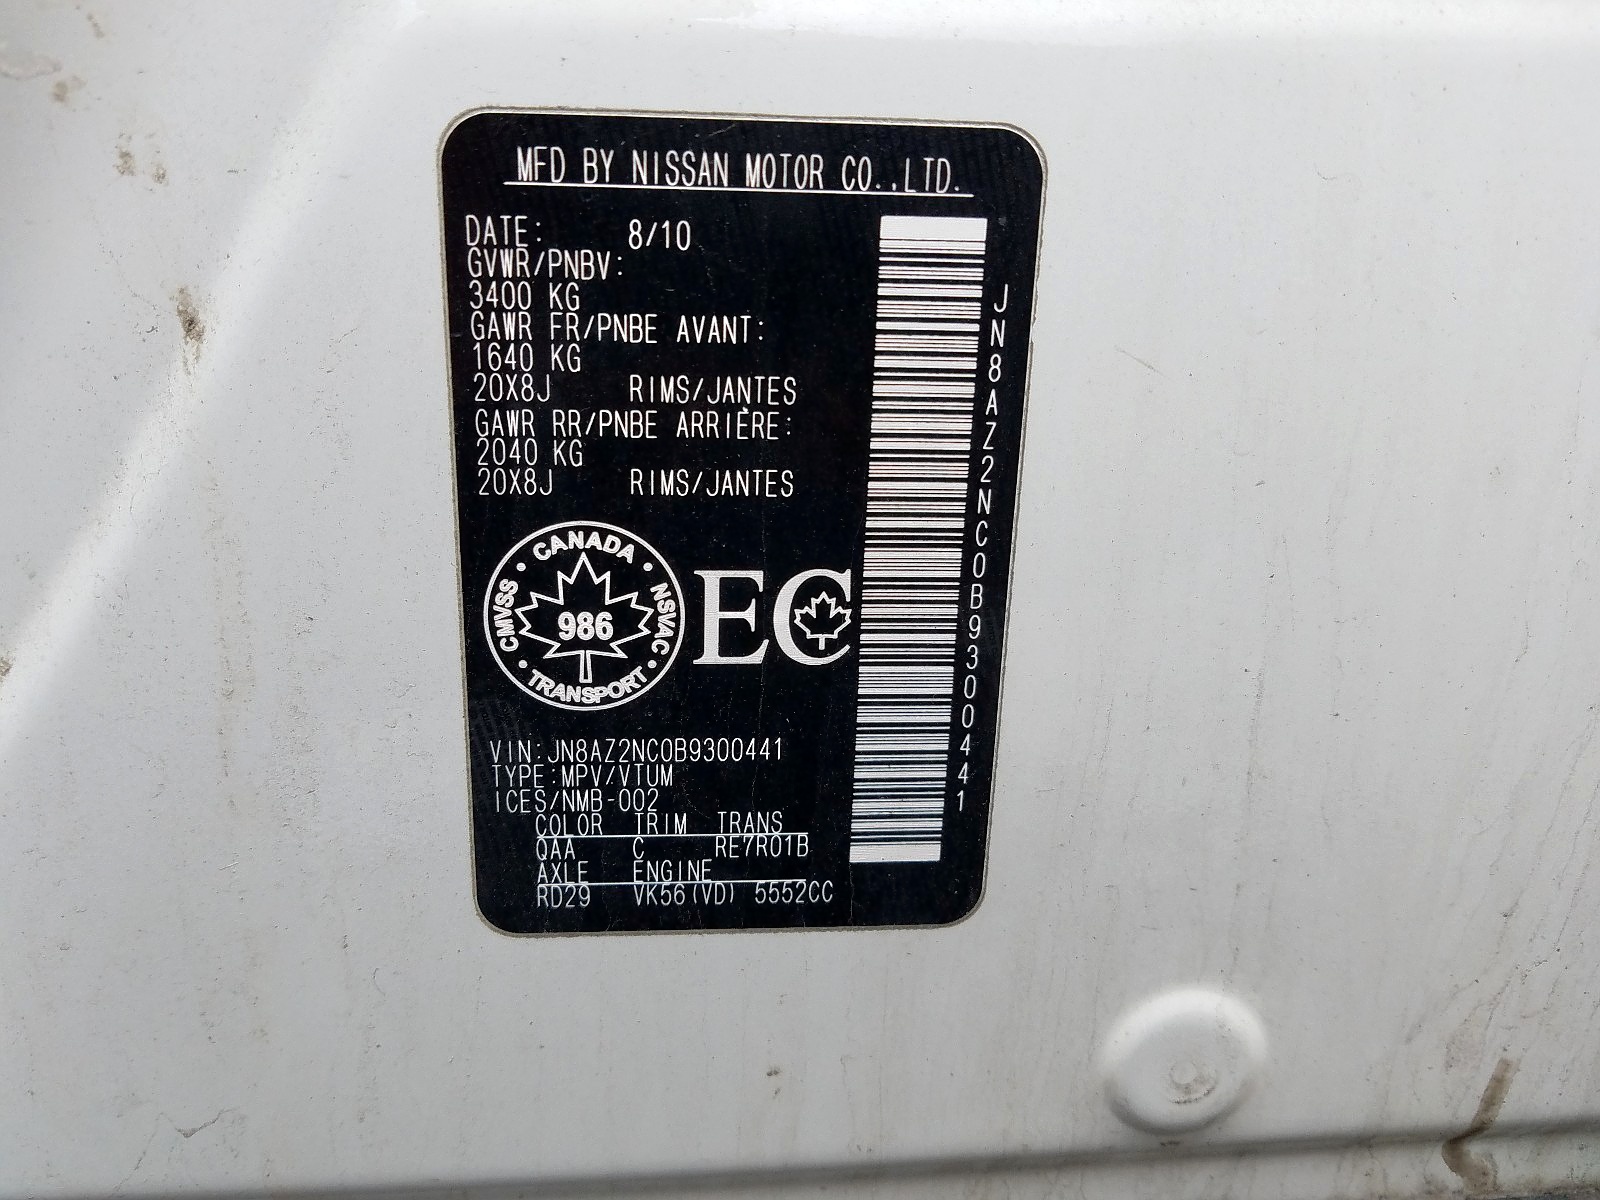 MFD BY NISSAN MOTOR CO.,LTD.
DATE: 8/10
GVWR/PNBV:
3400 KG
GAWR FR/PNBE AVANT:
1640 KG
20X8J RIMS/JANTES
GAWR RR/PNBE ARRIÈRE:
2040 KG
20X8J RIMS/JANTES
CANADA
CMVSS
NSVAC
986
TRANSPORT
EC
JN8AZ2NC0B9300441
VIN:JN8AZ2NC0B9300441
TYPE:MPV/VTUM
ICES/NMB-002
COLOR TRIM TRANS
QAA C RE7R01B
AXLE ENGINE
RD29 VK56(VD) 5552CC